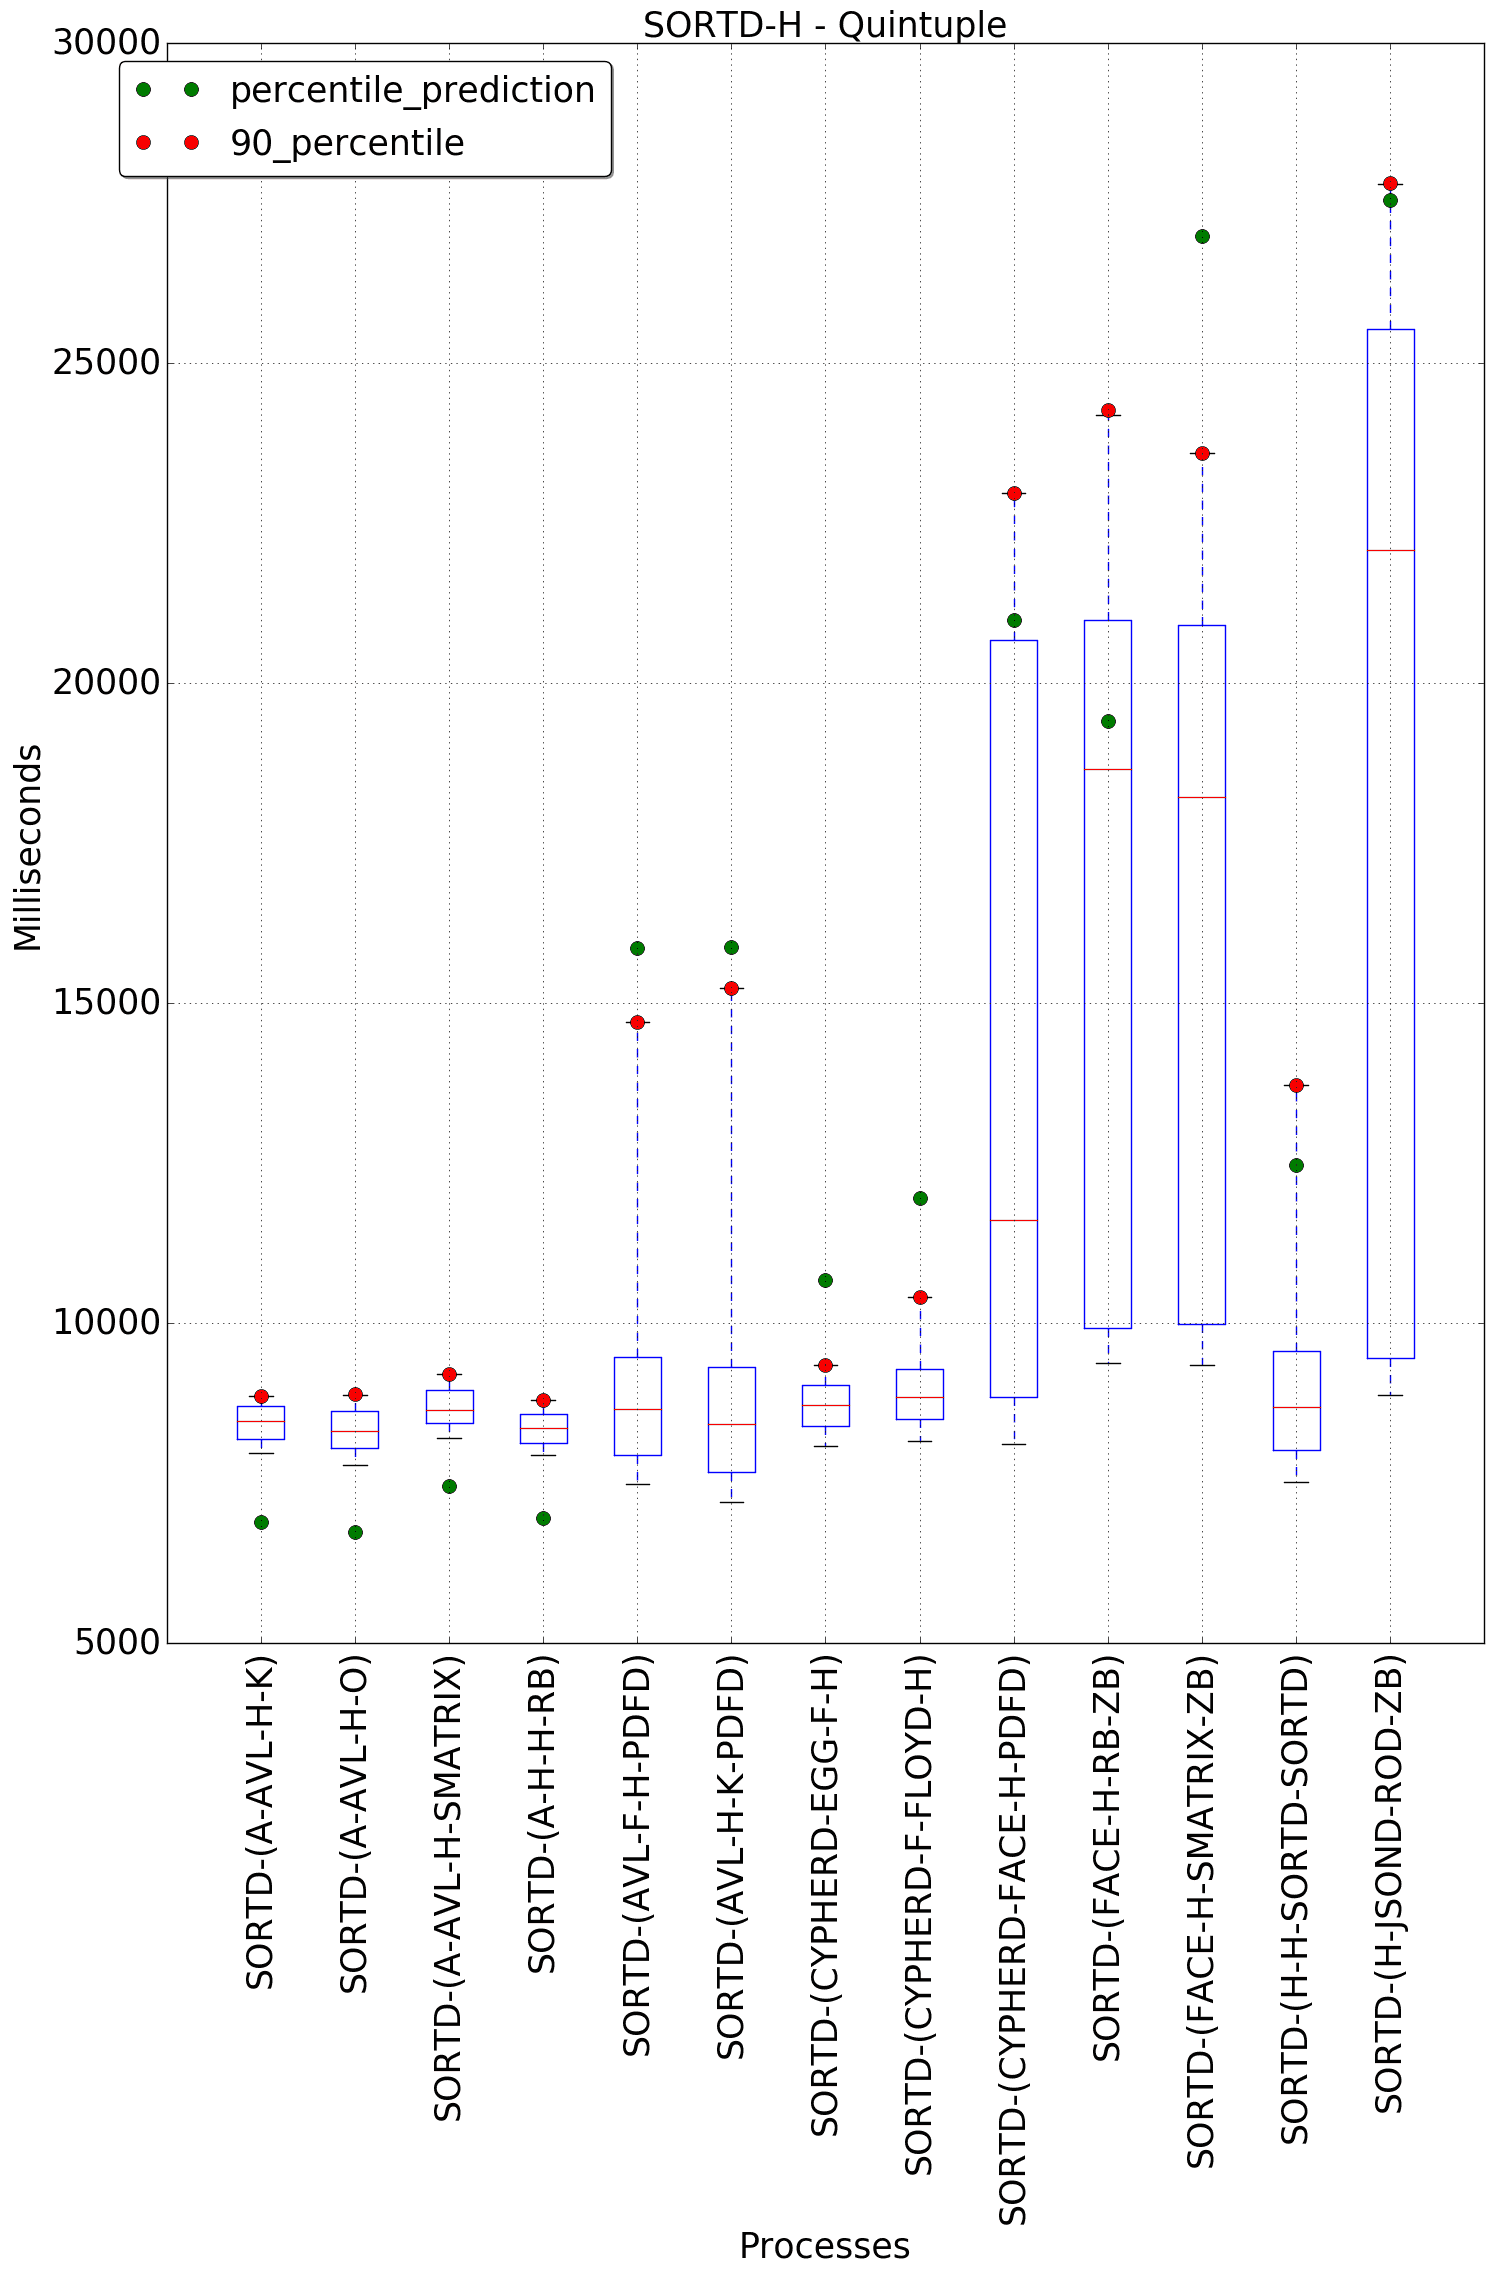 SORTD-H - Quintuple
percentile_prediction
90_percentile
30000
25000
20000
15000
10000
5000
Milliseconds
SORTD-(A-AVL-H-K)
SORTD-(A-AVL-H-O)
SORTD-(A-AVL-H-SMATRIX)
SORTD-(A-H-H-RB)
SORTD-(AVL-F-H-PDFD)
SORTD-(AVL-H-K-PDFD)
SORTD-(CYPHERD-EGG-F-H)
SORTD-(CYPHERD-F-FLOYD-H)
SORTD-(CYPHERD-FACE-H-PDFD)
SORTD-(FACE-H-RB-ZB)
SORTD-(FACE-H-SMATRIX-ZB)
SORTD-(H-H-SORTD-SORTD)
SORTD-(H-JSOND-ROD-ZB)
Processes